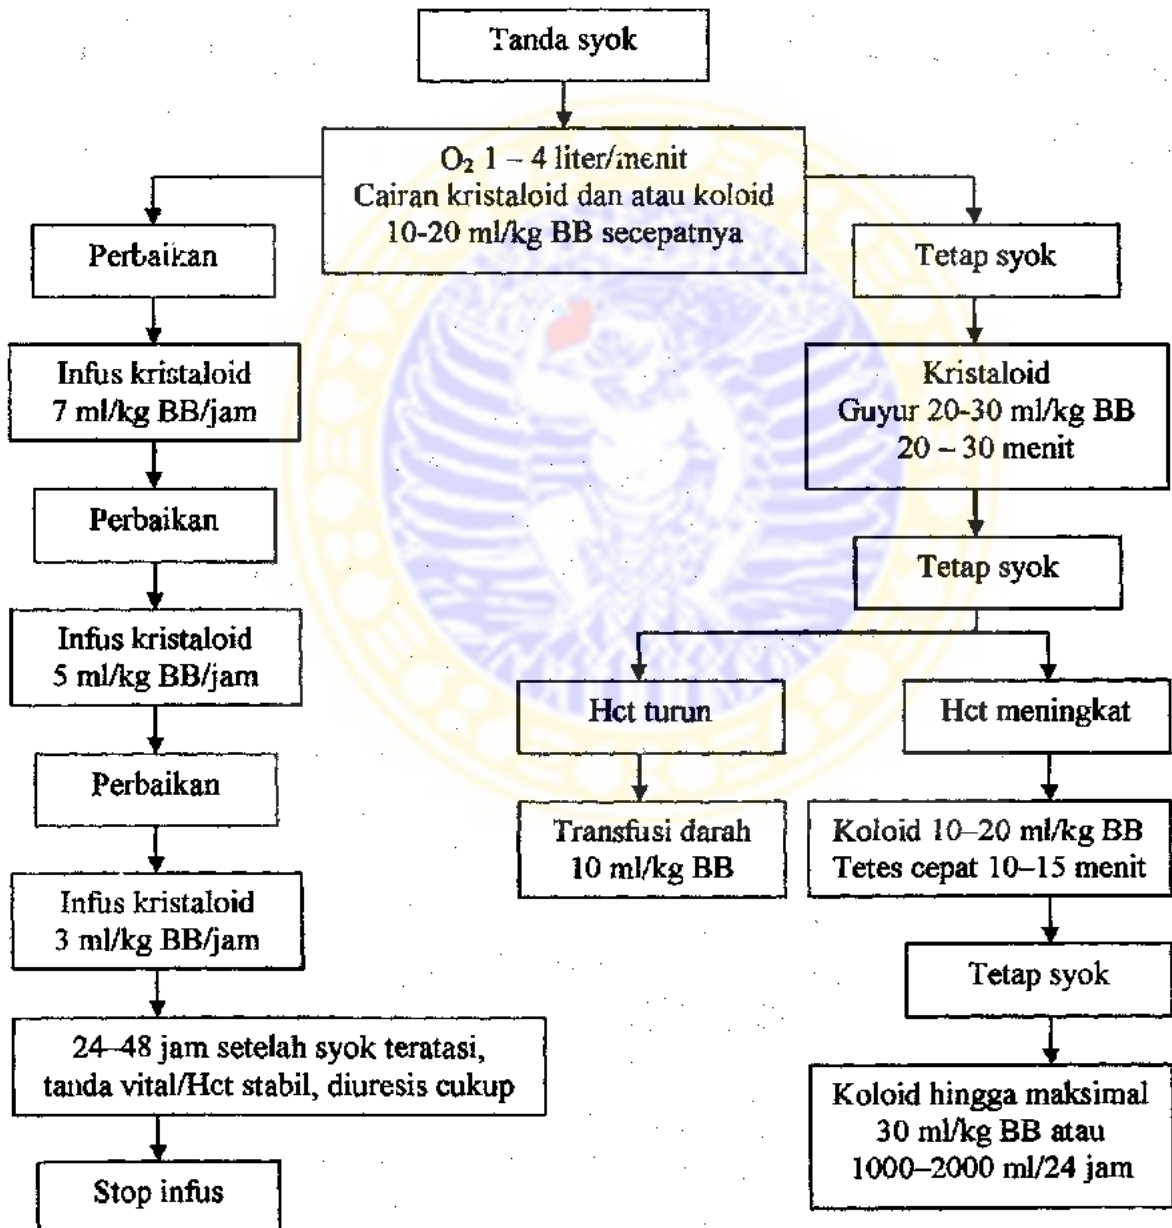 Tanda syok
O₂ 1 – 4 liter/menit
Cairan kristaloid dan atau koloid
10-20 ml/kg BB secepatnya
Perbaikan
Infus kristaloid
7 ml/kg BB/jam
Perbaikan
Infus kristaloid
5 ml/kg BB/jam
Perbaikan
Infus kristaloid
3 ml/kg BB/jam
24–48 jam setelah syok teratasi,
tanda vital/Hct stabil, diuresis cukup
Stop infus
Tetap syok
Kristaloid
Guyur 20-30 ml/kg BB
20 – 30 menit
Tetap syok
Hct turun
Transfusi darah
10 ml/kg BB
Hct meningkat
Koloid 10–20 ml/kg BB
Tetes cepat 10–15 menit
Tetap syok
Koloid hingga maksimal
30 ml/kg BB atau
1000–2000 ml/24 jam